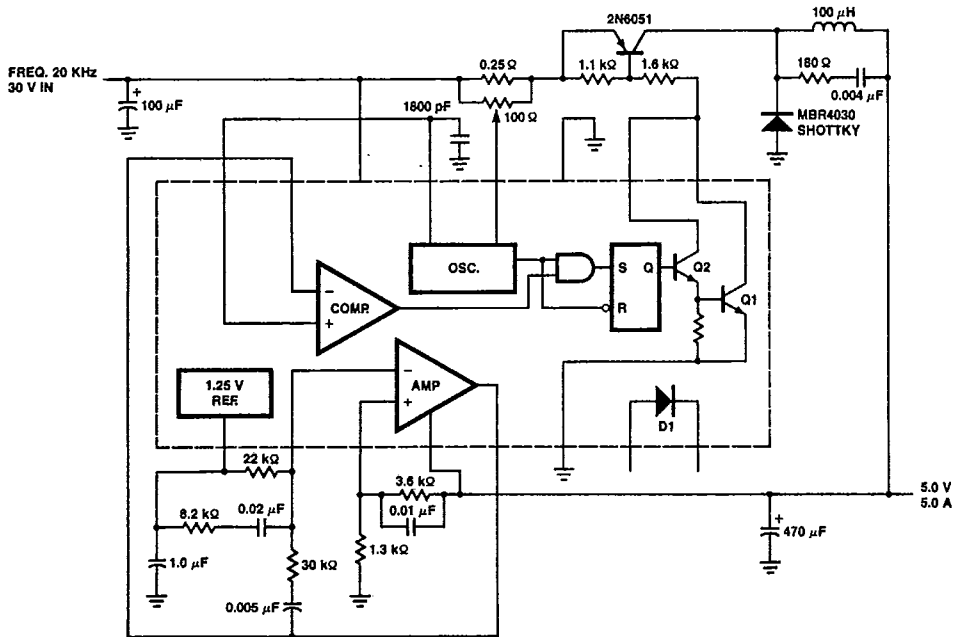 2N6051
100 µH
FREQ. 20 KHz
30 V IN
0.25 Ω
1.1 kΩ
1.6 kΩ
180 Ω
0.004 µF
+
100 µF
1800 pF
100 Ω
MBR4030
SHOTTKY
OSC.
S Q
R
Q2
Q1
−
COMP.
+
1.25 V
REF.
−
AMP
+
D1
22 kΩ
3.6 kΩ
5.0 V
5.0 A
8.2 kΩ
0.02 µF
0.01 µF
+
470 µF
1.0 µF
30 kΩ
1.3 kΩ
0.005 µF